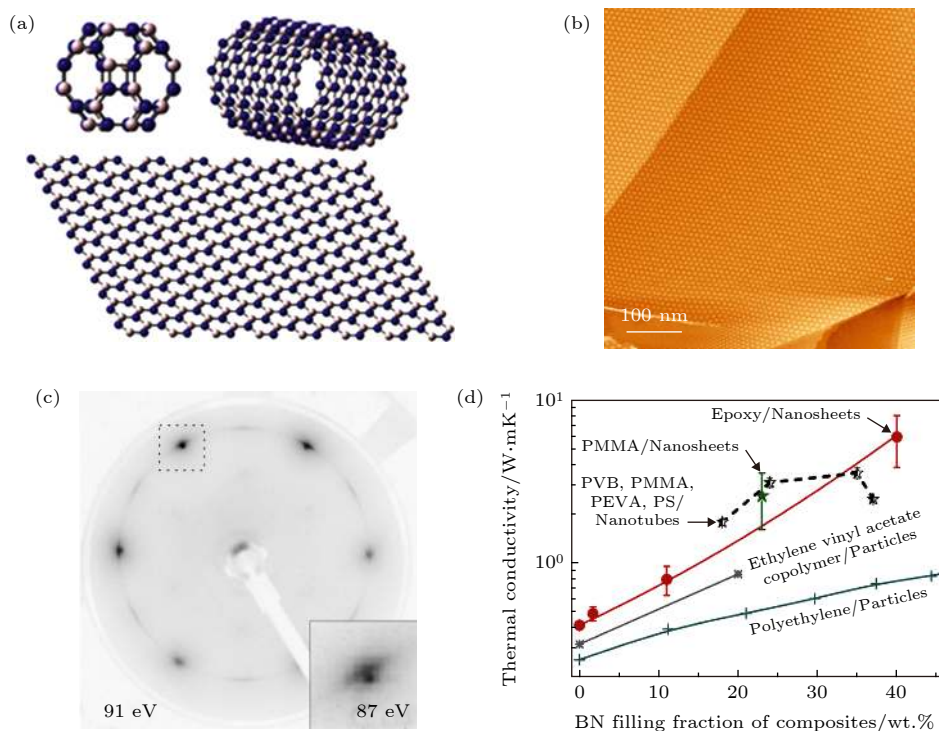 (a)
(b)
100 nm
(c)
91 eV
87 eV
(d)
Thermal conductivity/W·mK⁻¹
10¹
10⁰
Epoxy/Nanosheets
PMMA/Nanosheets
PVB, PMMA,
PEVA, PS/
Nanotubes
Ethylene vinyl acetate
copolymer/Particles
Polyethylene/Particles
0
10
20
30
40
BN filling fraction of composites/wt.%